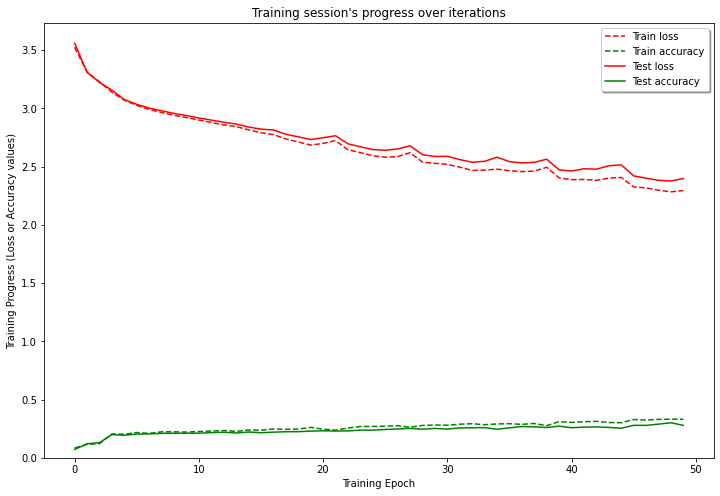 Training session's progress over iterations
Train loss
Train accuracy
Test loss
Test accuracy
Training Progress (Loss or Accuracy values)
3.5
3.0
2.5
2.0
1.5
1.0
0.5
0.0
0 10 20 30 40 50
Training Epoch